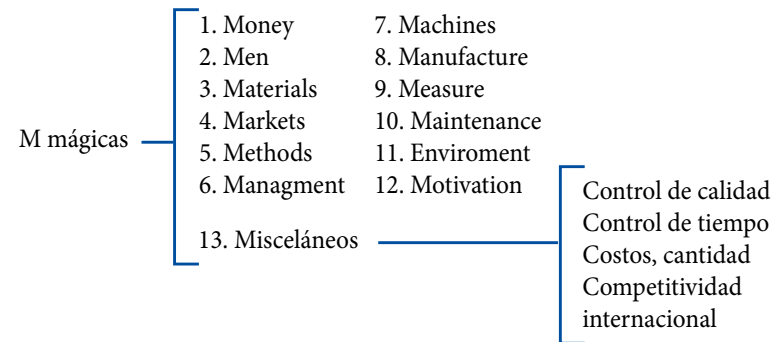 M mágicas
1. Money
2. Men
3. Materials
4. Markets
5. Methods
6. Managment
7. Machines
8. Manufacture
9. Measure
10. Maintenance
11. Enviroment
12. Motivation
13. Misceláneos
Control de calidad
Control de tiempo
Costos, cantidad
Competitividad
internacional